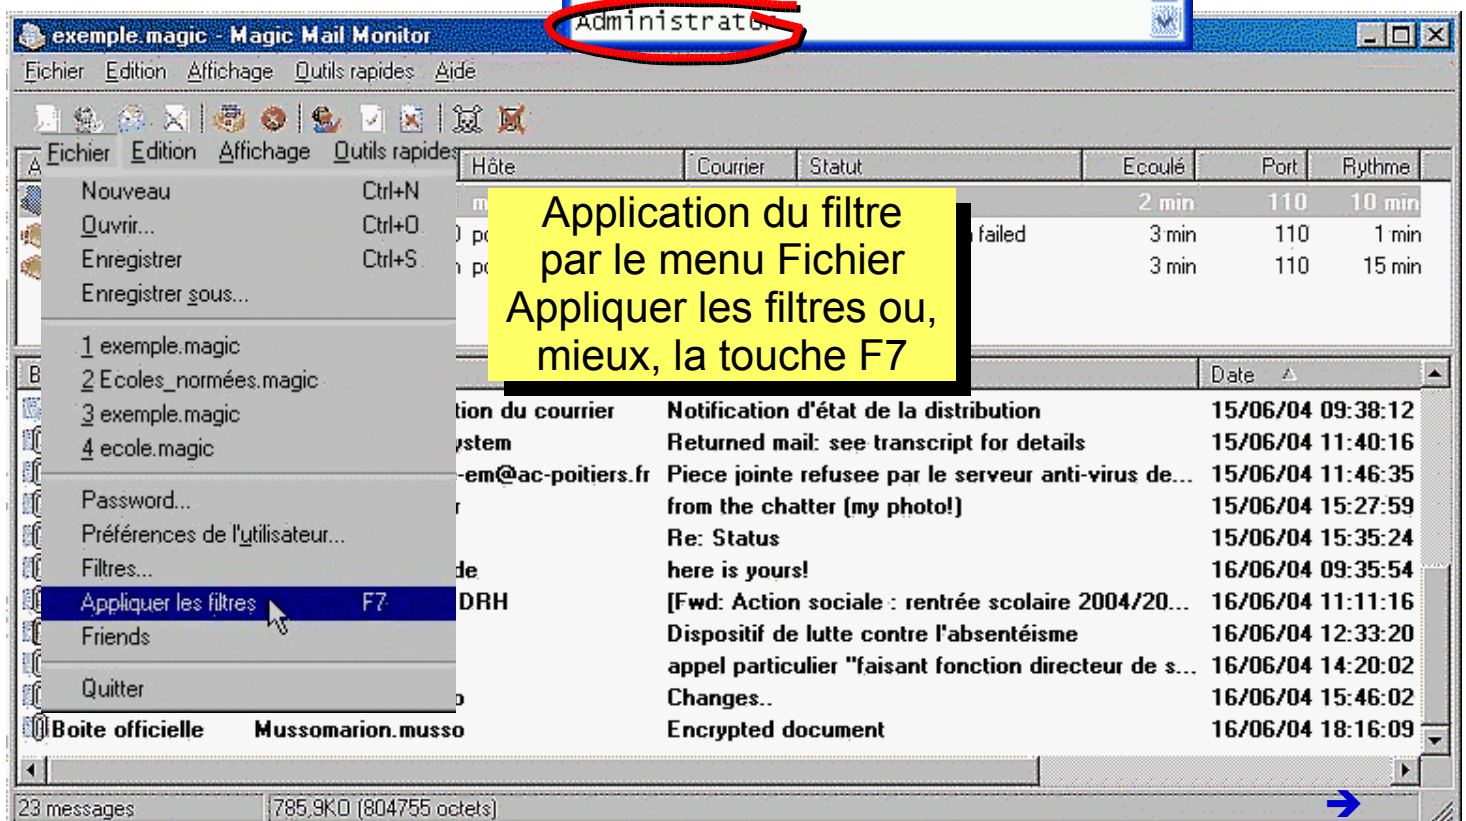 Administrator
exemple.magic - Magic Mail Monitor
Fichier Edition Affichage Outils rapides Aide
Fichier Edition Affichage Outils rapides
Hôte Courrier Statut Ecoulé Port Rythme
Nouveau Ctrl+N
2 min 110 10 min
Ouvrir... Ctrl+O
failed 3 min 110 1 min
Enregistrer Ctrl+S
3 min 110 15 min
Enregistrer sous...
Application du filtre
par le menu Fichier
Appliquer les filtres ou,
mieux, la touche F7
1 exemple.magic
2 Ecoles_normées.magic
3 exemple.magic
4 ecole.magic
Password...
Préférences de l'utilisateur...
Filtres...
Appliquer les filtres F7
Friends
Quitter
Date
tion du courrier Notification d'état de la distribution 15/06/04 09:38:12
ystem Returned mail: see transcript for details 15/06/04 11:40:16
-em@ac-poitiers.fr Piece jointe refusee par le serveur anti-virus de... 15/06/04 11:46:35
from the chatter (my photo!) 15/06/04 15:27:59
Re: Status 15/06/04 15:35:24
de here is yours! 16/06/04 09:35:54
DRH [Fwd: Action sociale : rentrée scolaire 2004/20... 16/06/04 11:11:16
Dispositif de lutte contre l'absentéisme 16/06/04 12:33:20
appel particulier "faisant fonction directeur de s... 16/06/04 14:20:02
Changes.. 16/06/04 15:46:02
Boite officielle Mussomarion.musso Encrypted document 16/06/04 18:16:09
23 messages 785,9KO (804755 octets)